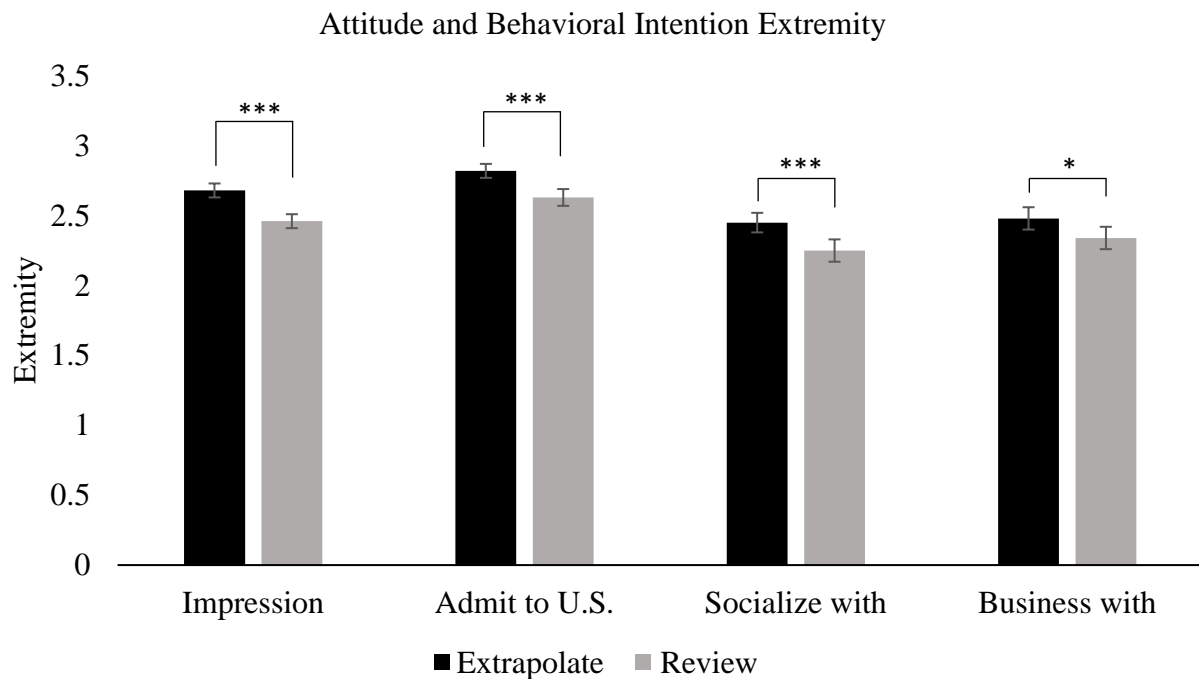 Attitude and Behavioral Intention Extremity
3.5
3
2.5
2
1.5
1
0.5
0
Extremity
***
***
***
*
Impression
Admit to U.S.
Socialize with
Business with
Extrapolate
Review